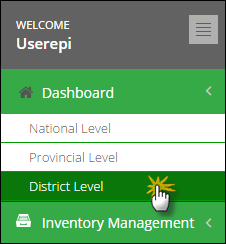 WELCOME
Userepi
Dashboard
National Level
Provincial Level
District Level
Inventory Management